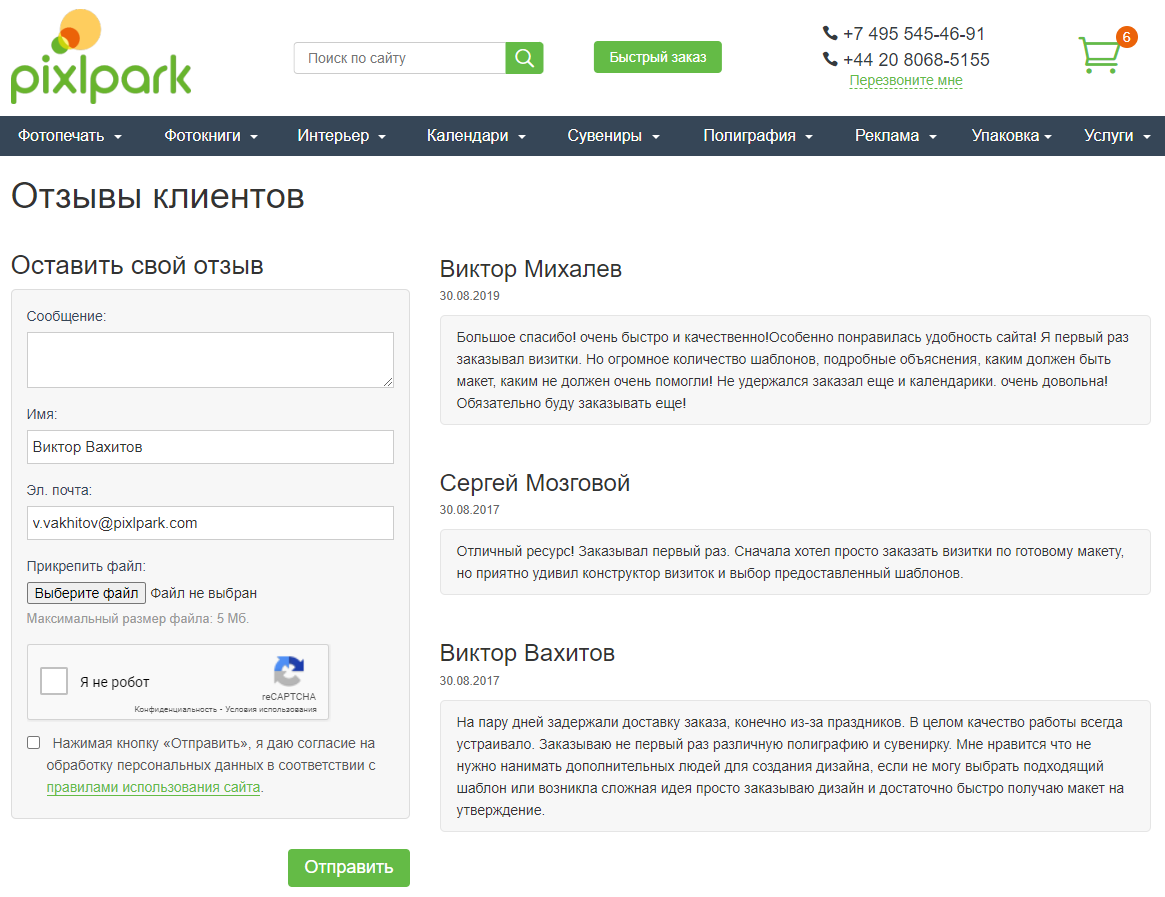 pixlpark
Поиск по сайту
Быстрый заказ
+7 495 545-46-91
+44 20 8068-5155
Перезвоните мне
6
Фотопечать Фотокниги Интерьер Календари Сувениры Полиграфия Реклама Упаковка Услуги
Отзывы клиентов
Оставить свой отзыв
Сообщение:
Имя:
Виктор Вахитов
Эл. почта:
v.vakhitov@pixlpark.com
Прикрепить файл:
Выберите файл Файл не выбран
Максимальный размер файла: 5 Мб.
Я не робот
reCAPTCHA
Конфиденциальность - Условия использования
Нажимая кнопку «Отправить», я даю согласие на
обработку персональных данных в соответствии с
правилами использования сайта.
Отправить
Виктор Михалев
30.08.2019
Большое спасибо! очень быстро и качественно!Особенно понравилась удобность сайта! Я первый раз
заказывал визитки. Но огромное количество шаблонов, подробные объяснения, каким должен быть
макет, каким не должен очень помогли! Не удержался заказал еще и календарики. очень довольна!
Обязательно буду заказывать еще!
Сергей Мозговой
30.08.2017
Отличный ресурс! Заказывал первый раз. Сначала хотел просто заказать визитки по готовому макету,
но приятно удивил конструктор визиток и выбор предоставленный шаблонов.
Виктор Вахитов
30.08.2017
На пару дней задержали доставку заказа, конечно из-за праздников. В целом качество работы всегда
устраивало. Заказываю не первый раз различную полиграфию и сувенирку. Мне нравится что не
нужно нанимать дополнительных людей для создания дизайна, если не могу выбрать подходящий
шаблон или возникла сложная идея просто заказываю дизайн и достаточно быстро получаю макет на
утверждение.